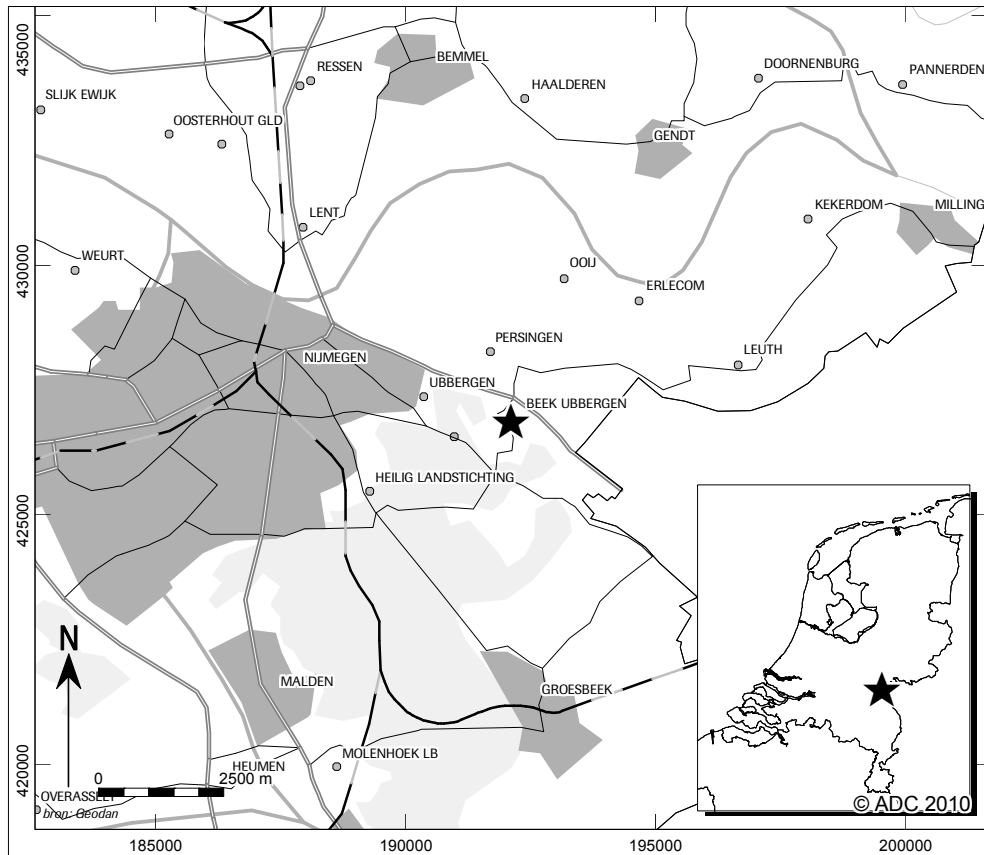 435000
RESSEN
BEMMEL
DOORNENBURG
PANNERDEN
HAALDEREN
SLIJK EWIJK
OOSTERHOUT GLD
GENDT
LENT
KEKERDOM
MILLING
WEURT
430000
OOIJ
ERLECOM
PERSINGEN
NIJMEGEN
LEUTH
UBBERGEN
BEEK UBBERGEN
HEILIG LANDSTICHTING
425000
N
MALDEN
GROESBEEK
MOLENHOEK LB
HEUMEN
420000
0
2500 m
OVERASSELT
bron: Geodan
© ADC 2010
185000
190000
195000
200000